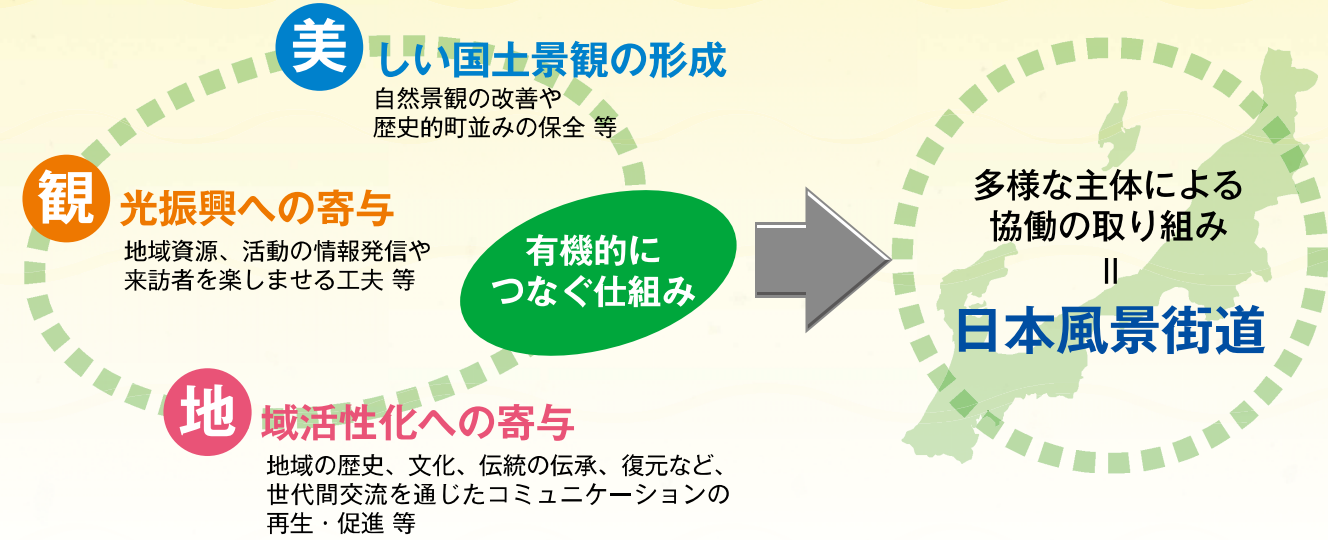 美しい国土景観の形成
自然景観の改善や
歴史的町並みの保全 等
観光振興への寄与
地域資源、活動の情報発信や
来訪者を楽しませる工夫 等
有機的に
つなぐ仕組み
地域活性化への寄与
地域の歴史、文化、伝統の伝承、復元など、
世代間交流を通じたコミュニケーションの
再生・促進 等
多様な主体による
協働の取り組み
=
日本風景街道